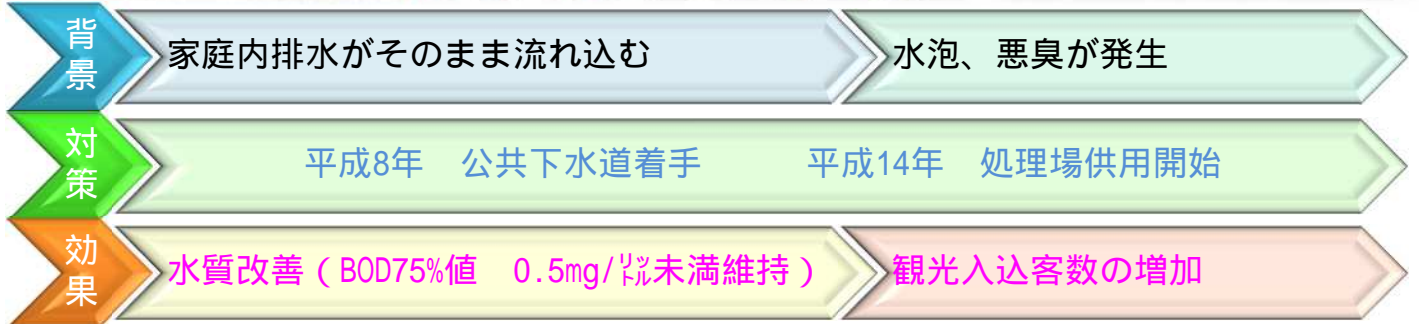 背景
家庭内排水がそのまま流れ込む
水泡、悪臭が発生
対策
平成8年　公共下水道着手　　　平成14年　処理場供用開始
効果
水質改善（BOD75%値　0.5mg/㍑未満維持）
観光入込客数の増加